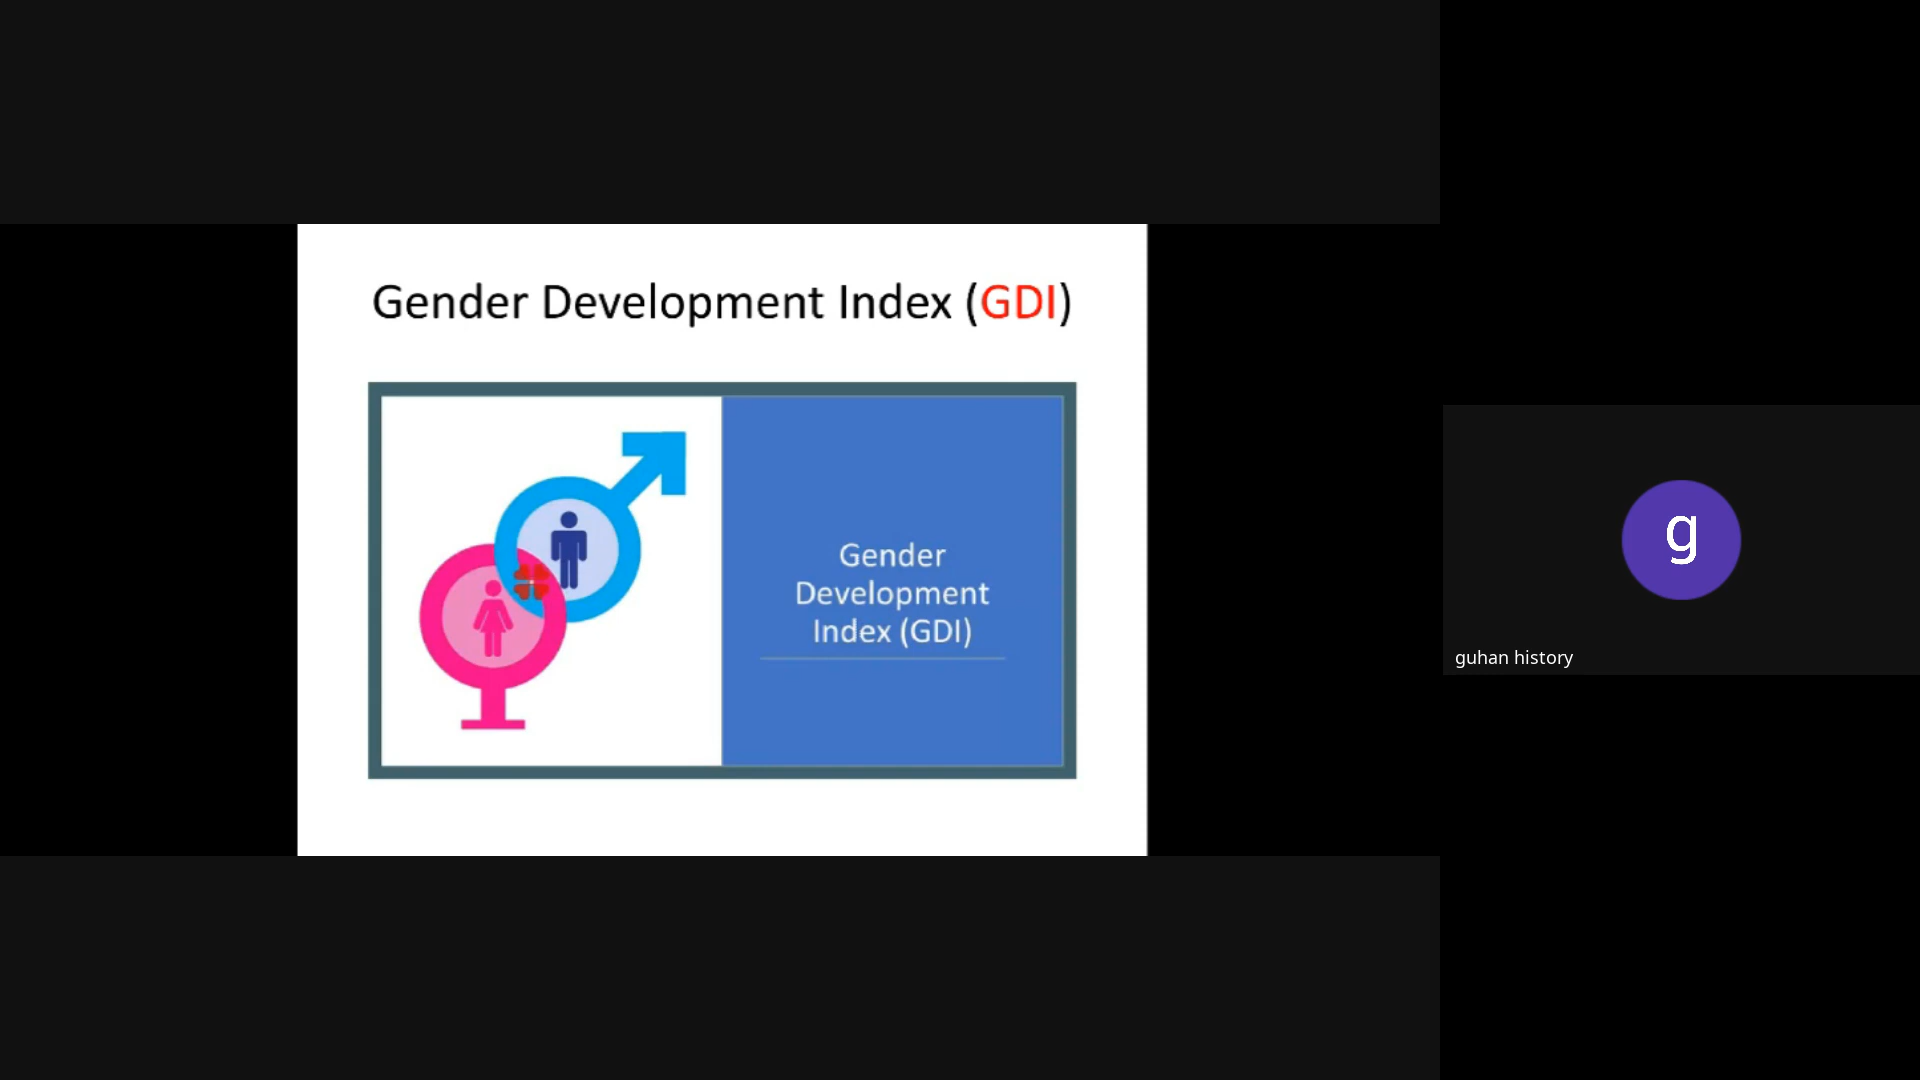 Gender Development Index (GDI)
Gender
Development
Index (GDI)
g
guhan history